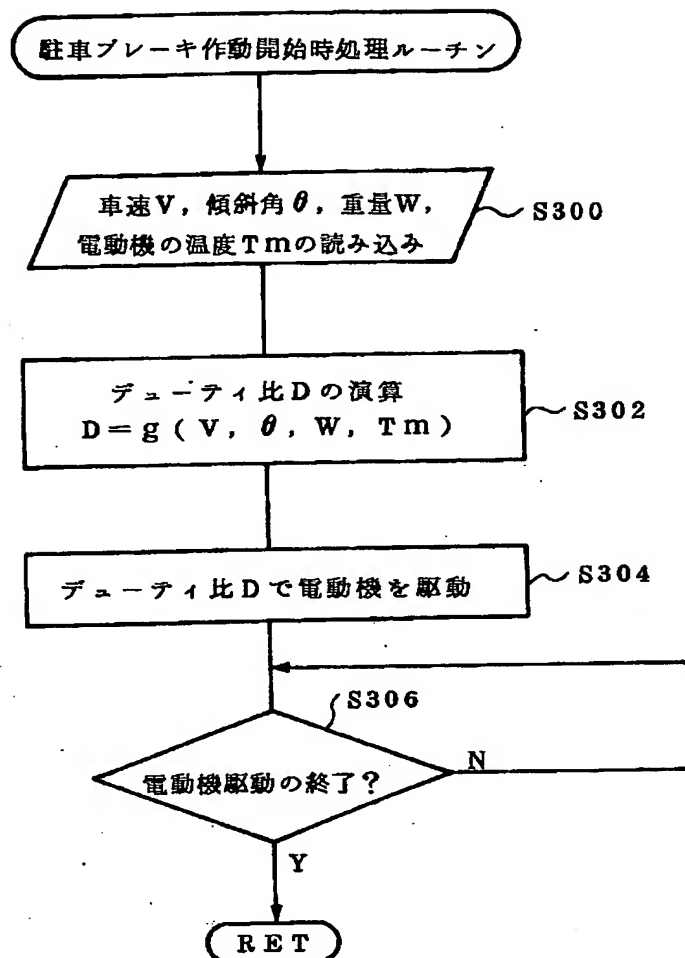 駐車ブレーキ作動開始時処理ルーチン
車速V，傾斜角θ，重量W，
電動機の温度Tmの読み込み
S300
デューティ比Dの演算
D＝g（V，θ，W，Tm）
S302
デューティ比Dで電動機を駆動
S304
S306
電動機駆動の終了？
N
Y
RET